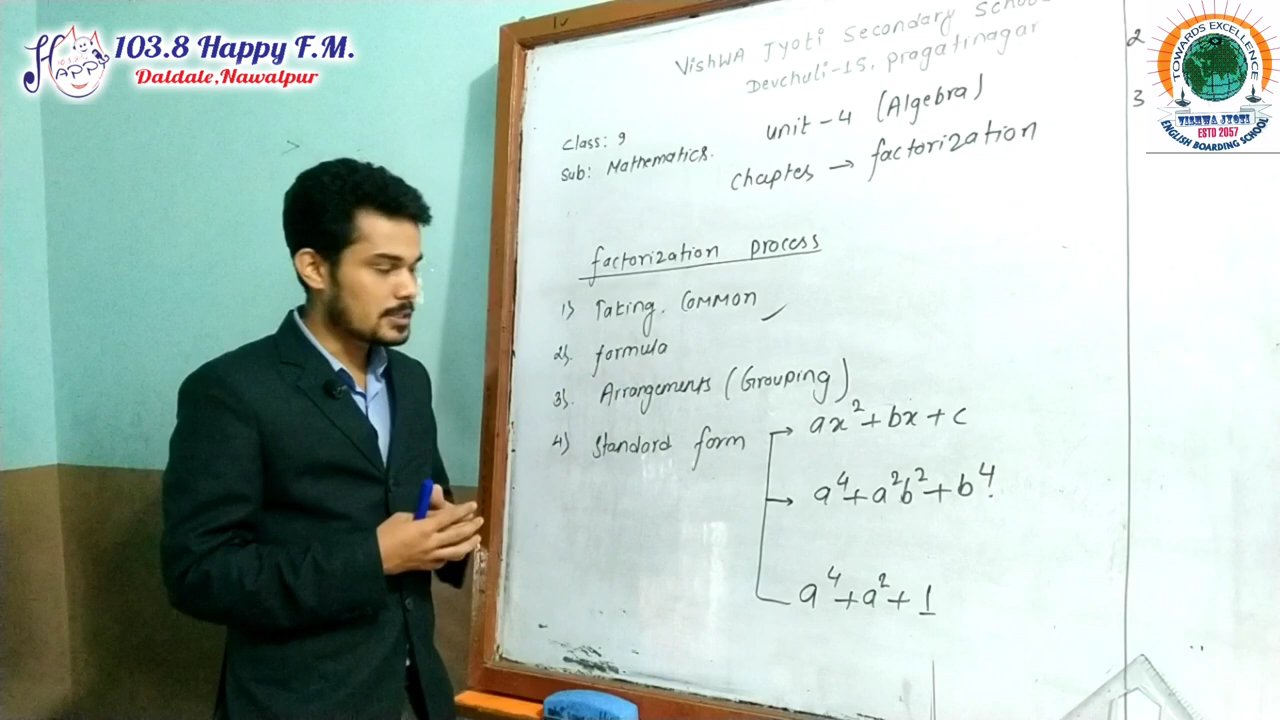 HAPPY
103.8 Happy F.M.
Daldale,Nawalpur
VishWA Jyoti Secondary School
Devchuli-15, pragatinagar
unit - 4 (Algebra)
Class: 9
Sub: Mathematics.
Chapter → factorization
factorization process
1) Taking. Common ✓
2). formula
3). Arrangements (Grouping)
4) Standard form
→ ax²+bx+c
→ a⁴+a²b²+b⁴.
a⁴+a²+1
2
3
TOWARDS EXCELLENCE
VISHWA JYOTI
ESTD 2057
ENGLISH BOARDING SCHOOL